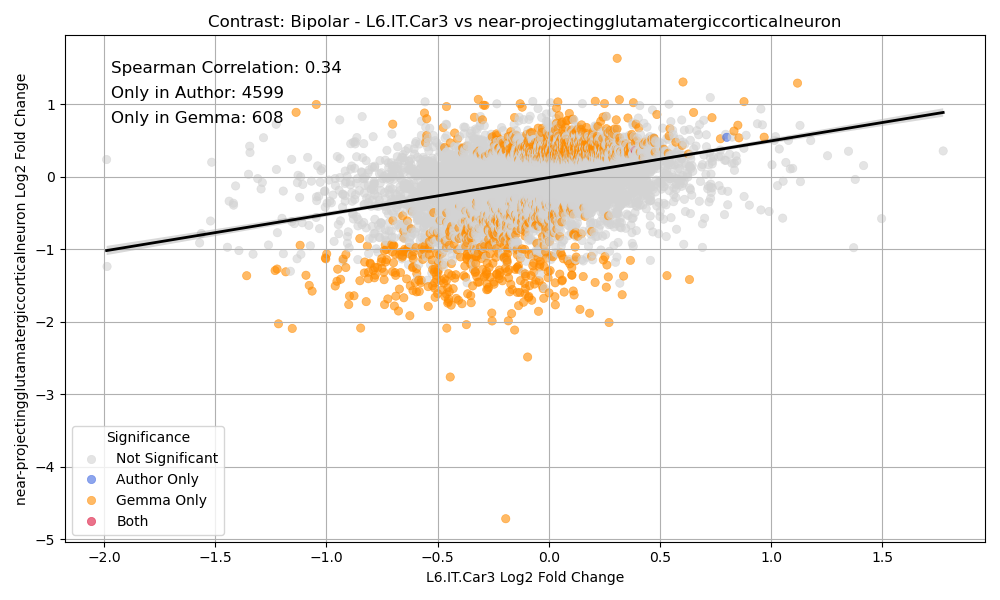 Contrast: Bipolar - L6.IT.Car3 vs near-projectingglutamatergiccorticalneuron
Spearman Correlation: 0.34
Only in Author: 4599
Only in Gemma: 608
near-projectingglutamatergiccorticalneuron Log2 Fold Change
1
0
−1
−2
−3
−4
−5
Significance
Not Significant
Author Only
Gemma Only
Both
−2.0 −1.5 −1.0 −0.5 0.0 0.5 1.0 1.5
L6.IT.Car3 Log2 Fold Change